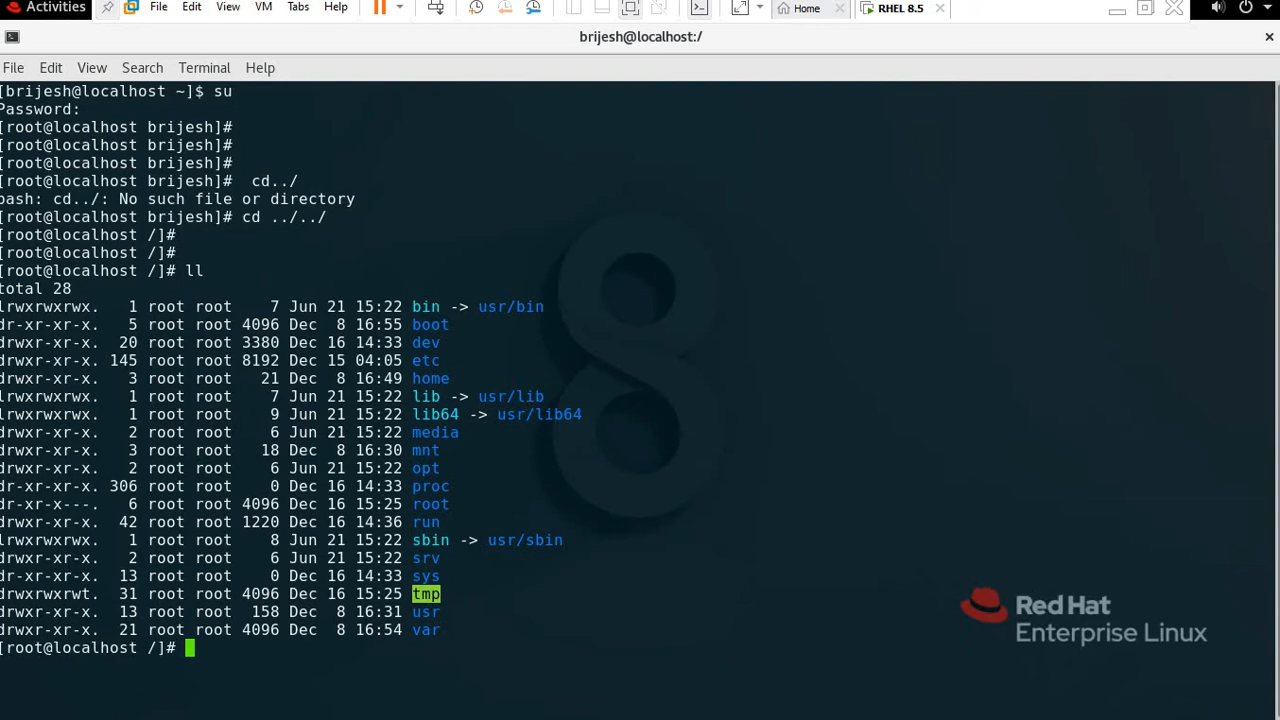 Activities File Edit View VM Tabs Help Home RHEL 8.5
brijesh@localhost:/
File Edit View Search Terminal Help
[brijesh@localhost ~]$ su
Password:
[root@localhost brijesh]#
[root@localhost brijesh]#
[root@localhost brijesh]#
[root@localhost brijesh]#  cd../
bash: cd../: No such file or directory
[root@localhost brijesh]# cd ../../
[root@localhost /]#
[root@localhost /]#
[root@localhost /]# ll
total 28
lrwxrwxrwx.   1 root root    7 Jun 21 15:22 bin -> usr/bin
dr-xr-xr-x.   5 root root 4096 Dec  8 16:55 boot
drwxr-xr-x.  20 root root 3380 Dec 16 14:33 dev
drwxr-xr-x. 145 root root 8192 Dec 15 04:05 etc
drwxr-xr-x.   3 root root   21 Dec  8 16:49 home
lrwxrwxrwx.   1 root root    7 Jun 21 15:22 lib -> usr/lib
lrwxrwxrwx.   1 root root    9 Jun 21 15:22 lib64 -> usr/lib64
drwxr-xr-x.   2 root root    6 Jun 21 15:22 media
drwxr-xr-x.   3 root root   18 Dec  8 16:30 mnt
drwxr-xr-x.   2 root root    6 Jun 21 15:22 opt
dr-xr-xr-x. 306 root root    0 Dec 16 14:33 proc
dr-xr-x---.   6 root root 4096 Dec 16 15:25 root
drwxr-xr-x.  42 root root 1220 Dec 16 14:36 run
lrwxrwxrwx.   1 root root    8 Jun 21 15:22 sbin -> usr/sbin
drwxr-xr-x.   2 root root    6 Jun 21 15:22 srv
dr-xr-xr-x.  13 root root    0 Dec 16 14:33 sys
drwxrwxrwt.  31 root root 4096 Dec 16 15:25 tmp
drwxr-xr-x.  13 root root  158 Dec  8 16:31 usr
drwxr-xr-x.  21 root root 4096 Dec  8 16:54 var
[root@localhost /]#
8
Red Hat
Enterprise Linux